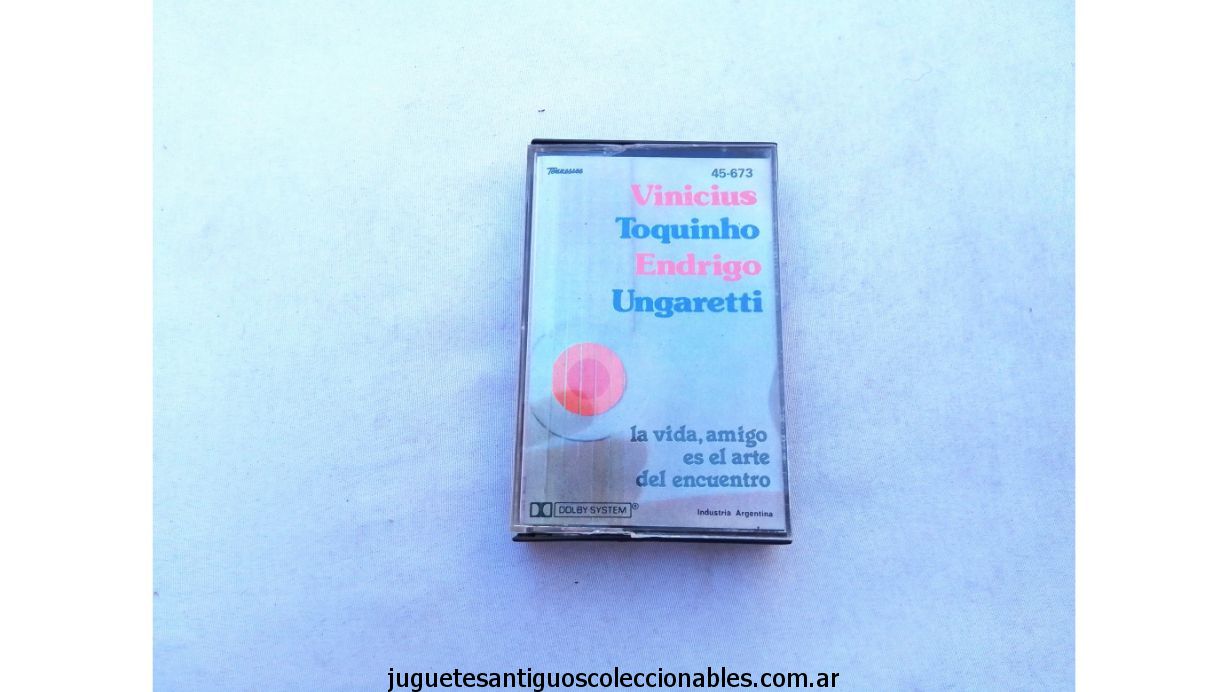 Tonodisc
45-673
Vinicius
Toquinho
Endrigo
Ungaretti
la vida, amigo
es el arte
del encuentro
DOLBY SYSTEM®
Industria Argentina
juguetesantiguoscoleccionables.com.ar